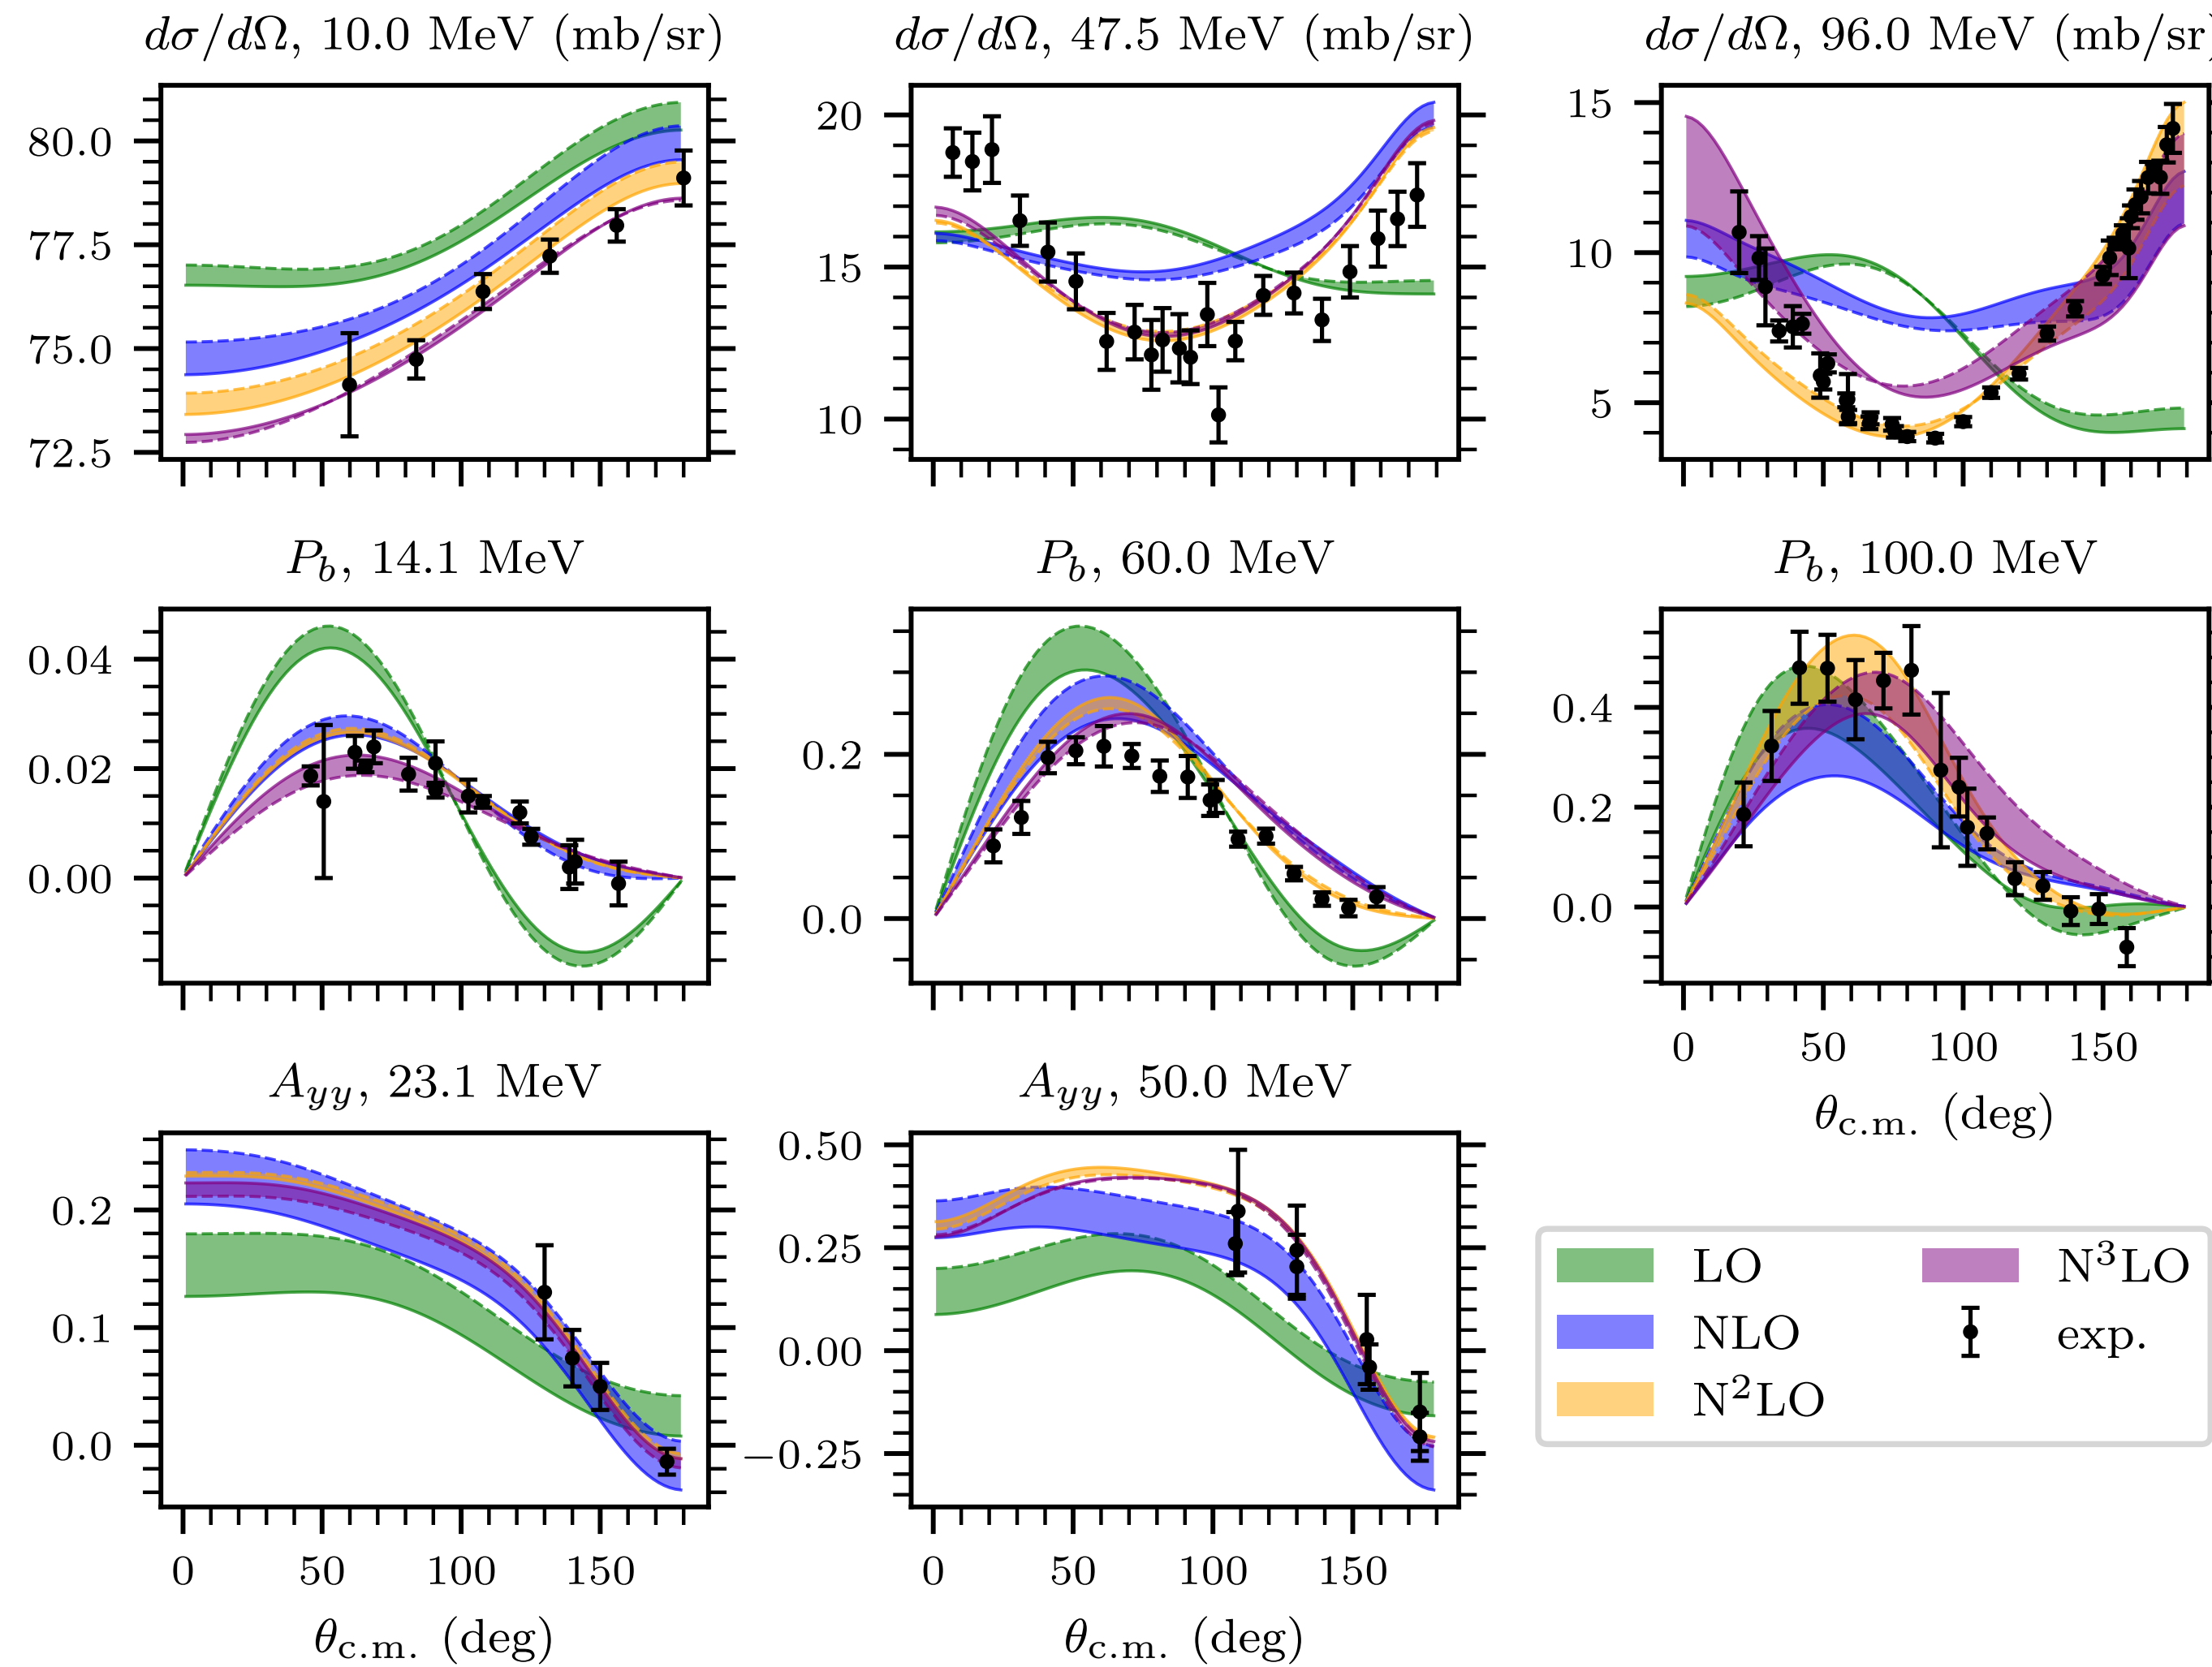 dσ/dΩ, 10.0 MeV (mb/sr)
dσ/dΩ, 47.5 MeV (mb/sr)
dσ/dΩ, 96.0 MeV (mb/sr)
80.0
77.5
75.0
72.5
20
15
10
15
10
5
P_b, 14.1 MeV
P_b, 60.0 MeV
P_b, 100.0 MeV
0.04
0.02
0.00
0.2
0.0
0.4
0.2
0.0
0 50 100 150
θ_c.m. (deg)
A_yy, 23.1 MeV
A_yy, 50.0 MeV
0.2
0.1
0.0
0 50 100 150
θ_c.m. (deg)
0.50
0.25
0.00
−0.25
0 50 100 150
θ_c.m. (deg)
LO
NLO
N²LO
N³LO
exp.